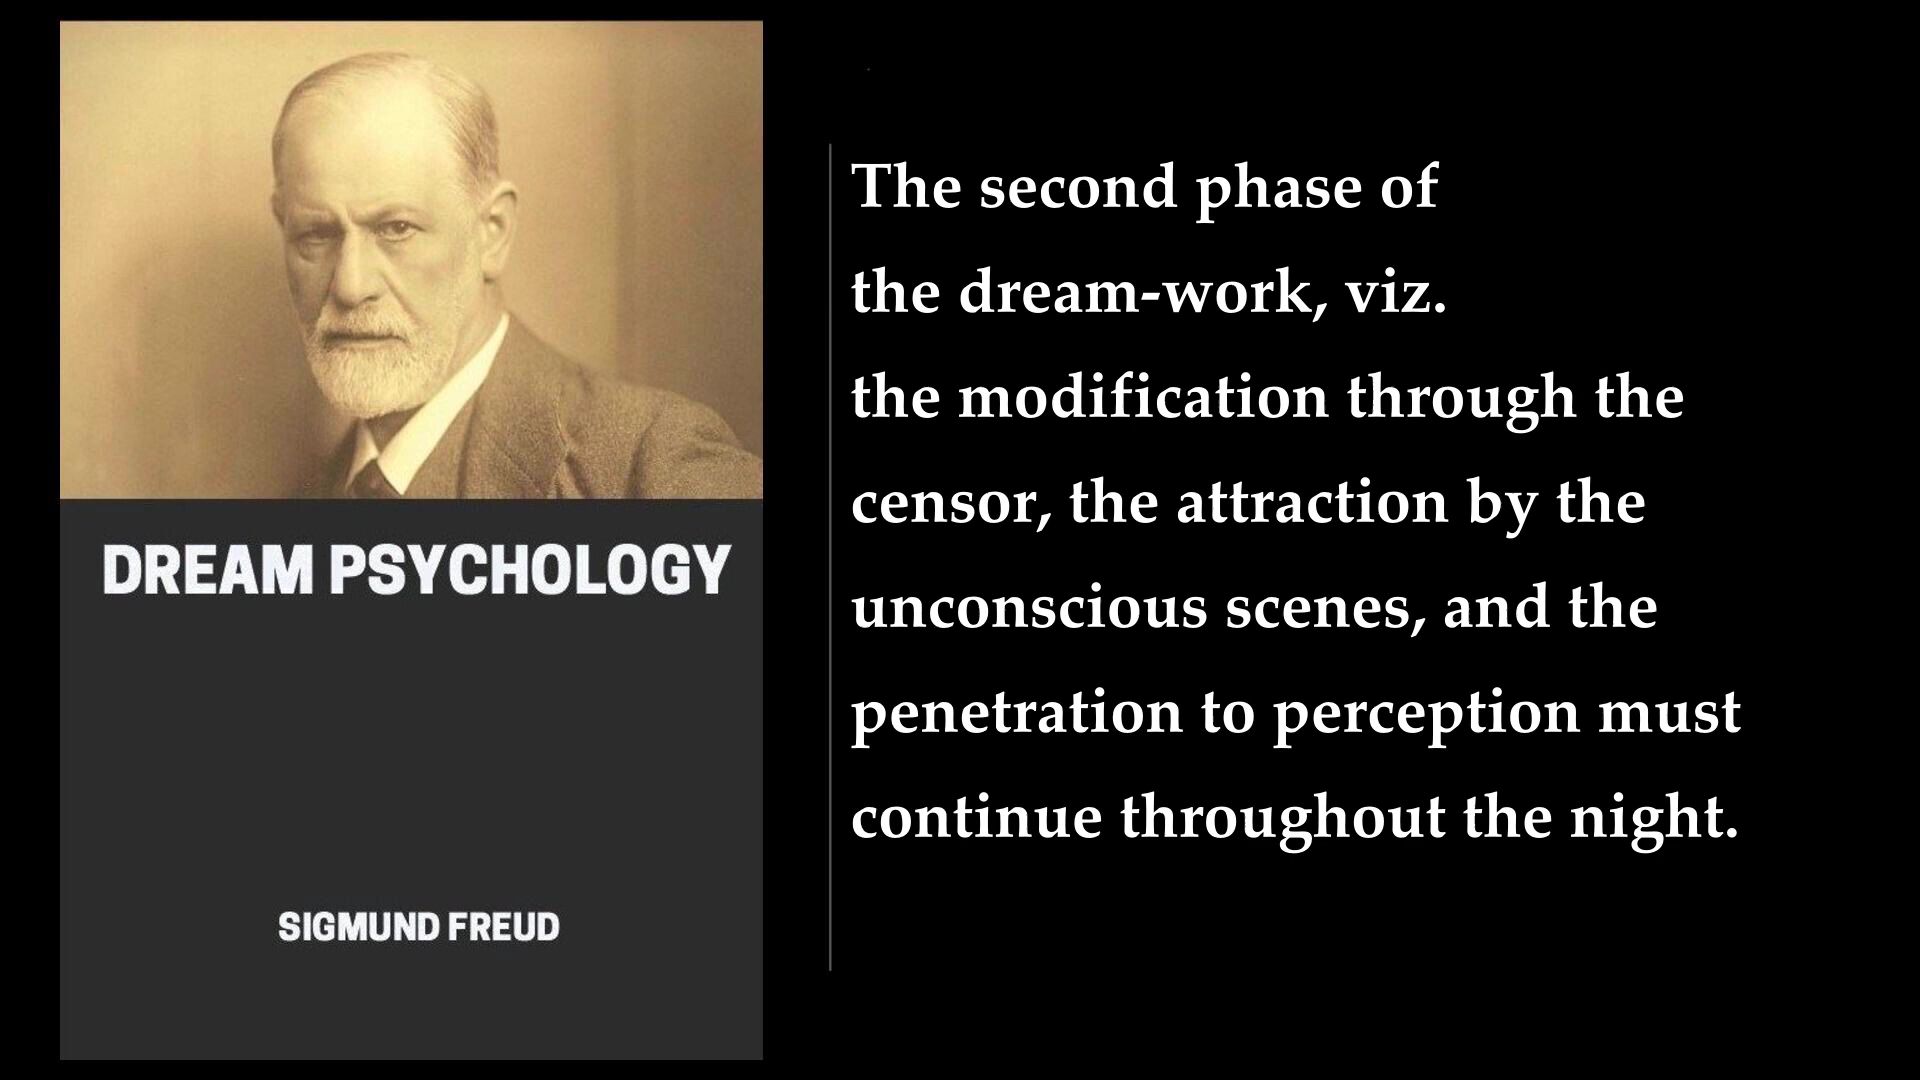 DREAM PSYCHOLOGY
SIGMUND FREUD
The second phase of
the dream-work, viz.
the modification through the
censor, the attraction by the
unconscious scenes, and the
penetration to perception must
continue throughout the night.